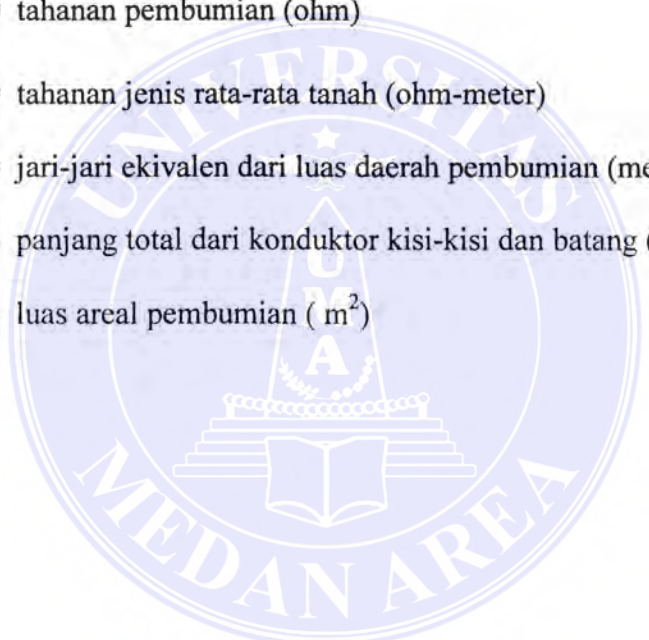 tahanan pembumian (ohm)
UNIVERSITAS
tahanan jenis rata-rata tanah (ohm-meter)
jari-jari ekivalen dari luas daerah pembumian (me
panjang total dari konduktor kisi-kisi dan batang (
luas areal pembumian ( m²)
U
M
A
MEDAN AREA